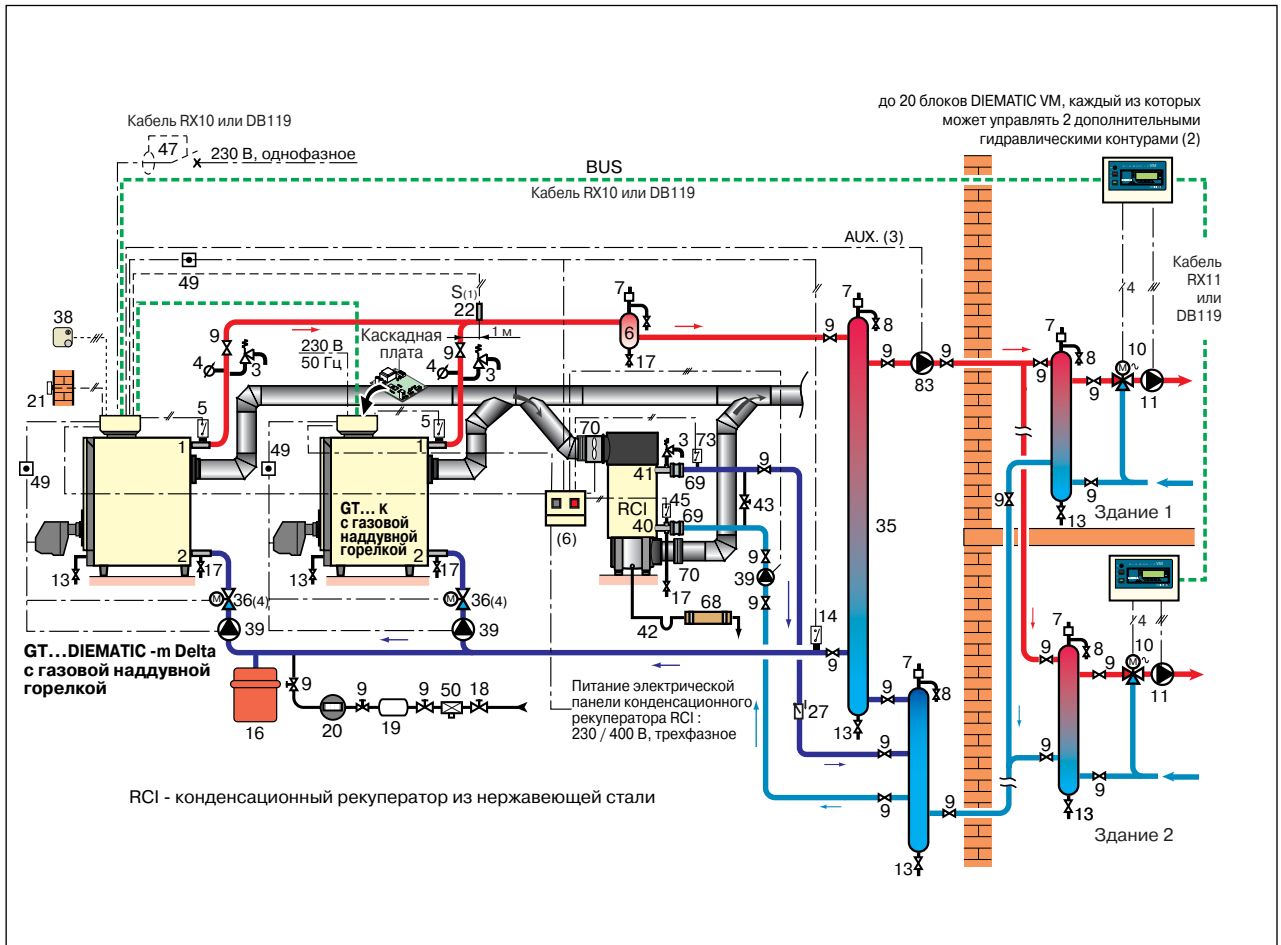 до 20 блоков DIEMATIC VM, каждый из которых
может управлять 2 дополнительными
гидравлическими контурами (2)
Кабель RX10 или DB119
47
230 В, однофазное
BUS
Кабель RX10 или DB119
AUX. (3)
Кабель
RX11
или
DB119
4
49
S(1)
22
1 м
38
21
230 В
50 Гц
Каскадная
плата
9
4
3
9
4
3
7
8
6
17
9
7
8
9
83
9
9
7
8
10
M
~
9
11
5
1
5
1
49
49
70
3
73
41
69
9
45
43
RCI
40
69
(6)
70
9
39
9
17
35
9
9
13
Здание 1
GT... К
с газовой
наддувной
горелкой
2
17
13
2
17
13
M
36(4)
M
36(4)
39
39
42
68
14
9
4
7
8
10
M
~
9
9
11
GT...DIEMATIC -m Delta
с газовой наддувной
горелкой
16
9
20
9
19
9
50
18
Питание электрической
панели конденсационного
рекуператора RCI :
230 / 400 В, трехфазное
27
9
13
7
8
9
9
9
13
9
9
13
Здание 2
RCI - конденсационный рекуператор из нержавеющей стали